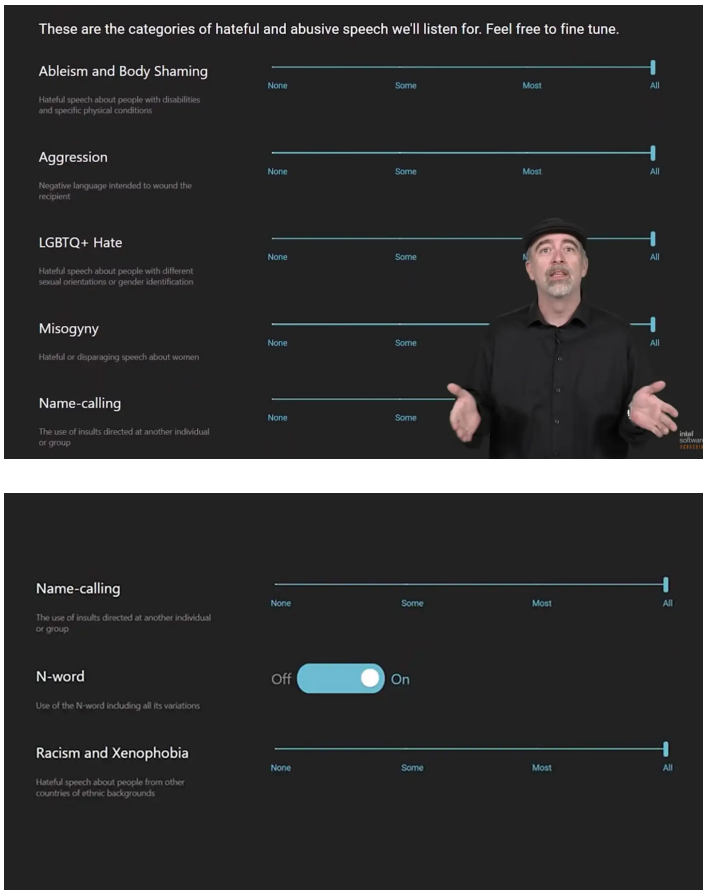 These are the categories of hateful and abusive speech we'll listen for. Feel free to fine tune.
Ableism and Body Shaming
None Some Most All
Hateful speech about people with disabilities
and specific physical conditions
Aggression
None Some Most All
Negative language intended to wound the
recipient
LGBTQ+ Hate
None Some All
Hateful speech about people with different
sexual orientations or gender identification
Misogyny
None Some All
Hateful or disparaging speech about women
Name-calling
None Some
The use of insults directed at another individual
or group
intel
software
Name-calling
None Some Most All
The use of insults directed at another individual
or group
N-word
Off On
Use of the N-word including all its variations
Racism and Xenophobia
None Some Most All
Hateful speech about people from other
countries of ethnic backgrounds